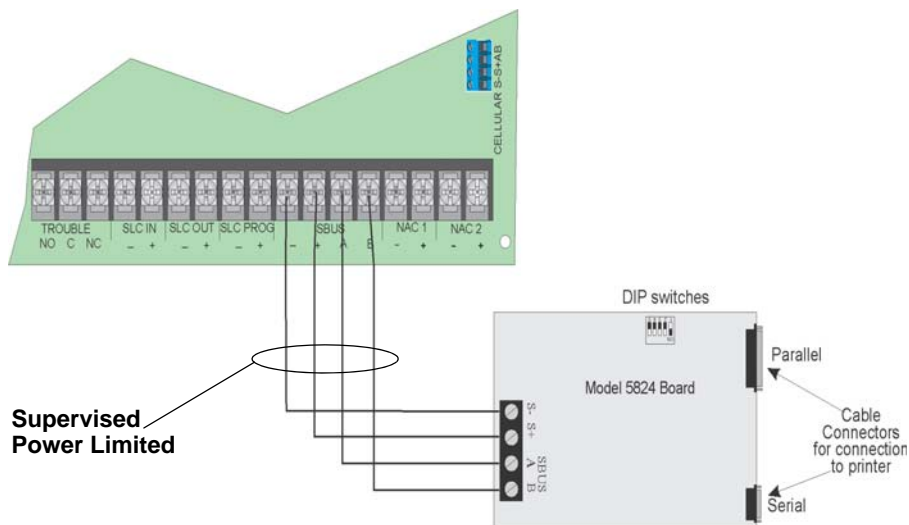 CELLULAR S-S+AB
TROUBLE SLC IN SLC OUT SLC PROG SBUS NAC 1 NAC 2
NO C NC – + – + – + – + A B - + - +
DIP switches
Parallel
Model 5824 Board
Cable
Connectors
for connection
to printer
Supervised
Power Limited
S-
S+
A
B
SBUS
Serial